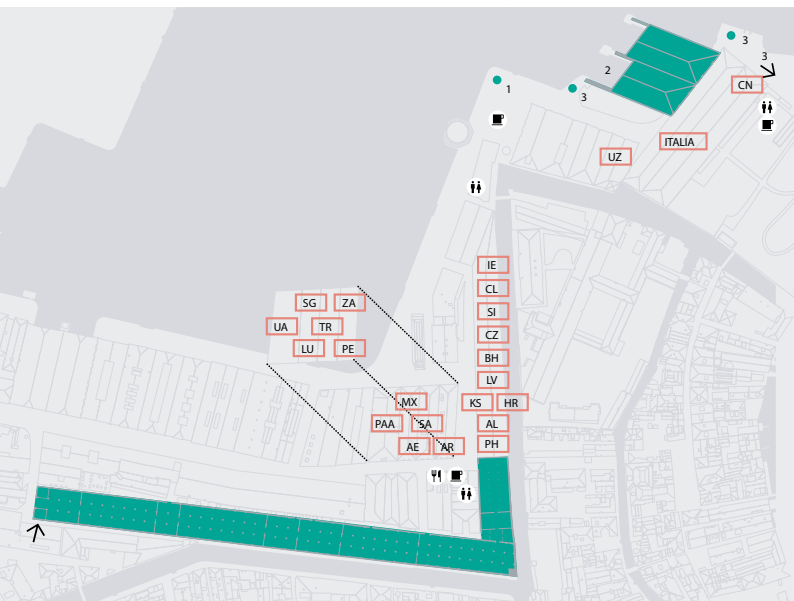 3
3
2
CN
1
3
ITALIA
UZ
IE
CL
SG
ZA
SI
UA
TR
CZ
LU
PE
BH
LV
MX
KS
HR
PAA
SA
AL
AE
AR
PH